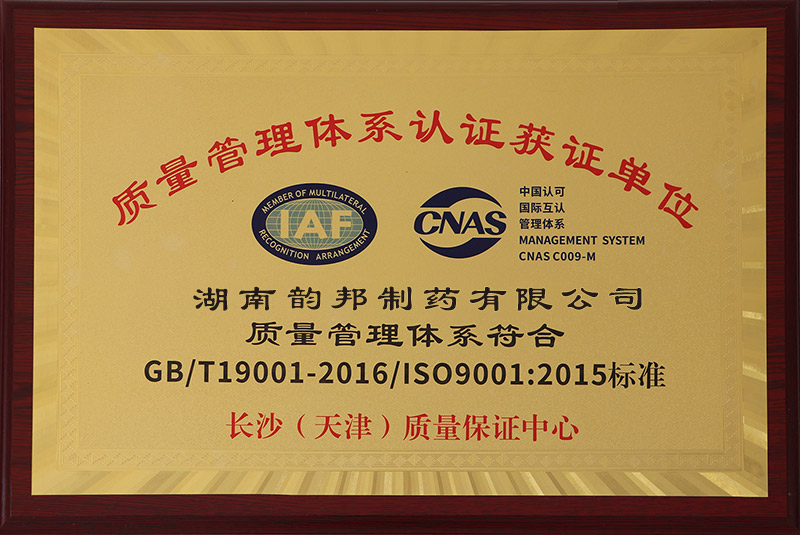 质量管理体系认证获证单位
MEMBER OF MULTILATERAL
IAF
RECOGNITION ARRANGEMENT
CNAS
中国认可
国际互认
管理体系
MANAGEMENT SYSTEM
CNAS C009-M
湖南韵邦制药有限公司
质量管理体系符合
GB/T19001-2016/ISO9001:2015标准
长沙（天津）质量保证中心